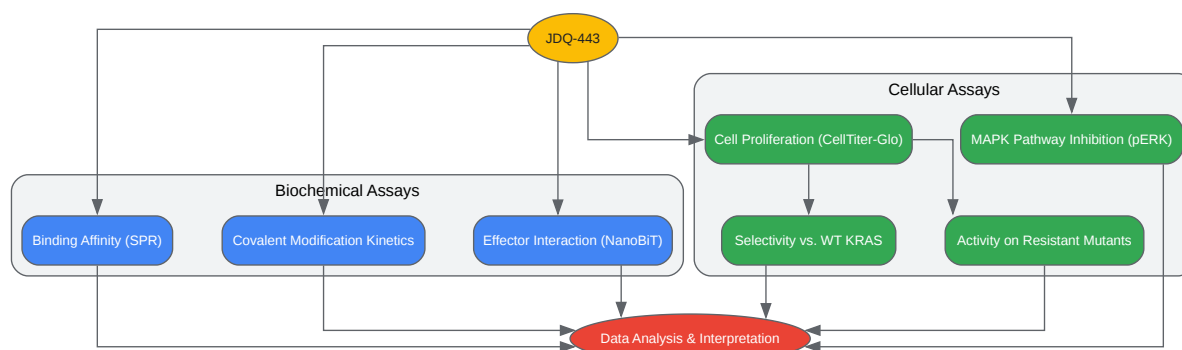 JDQ-443
Cellular Assays
Cell Proliferation (CellTiter-Glo)
MAPK Pathway Inhibition (pERK)
Biochemical Assays
Binding Affinity (SPR)
Covalent Modification Kinetics
Effector Interaction (NanoBiT)
Selectivity vs. WT KRAS
Activity on Resistant Mutants
Data Analysis & Interpretation